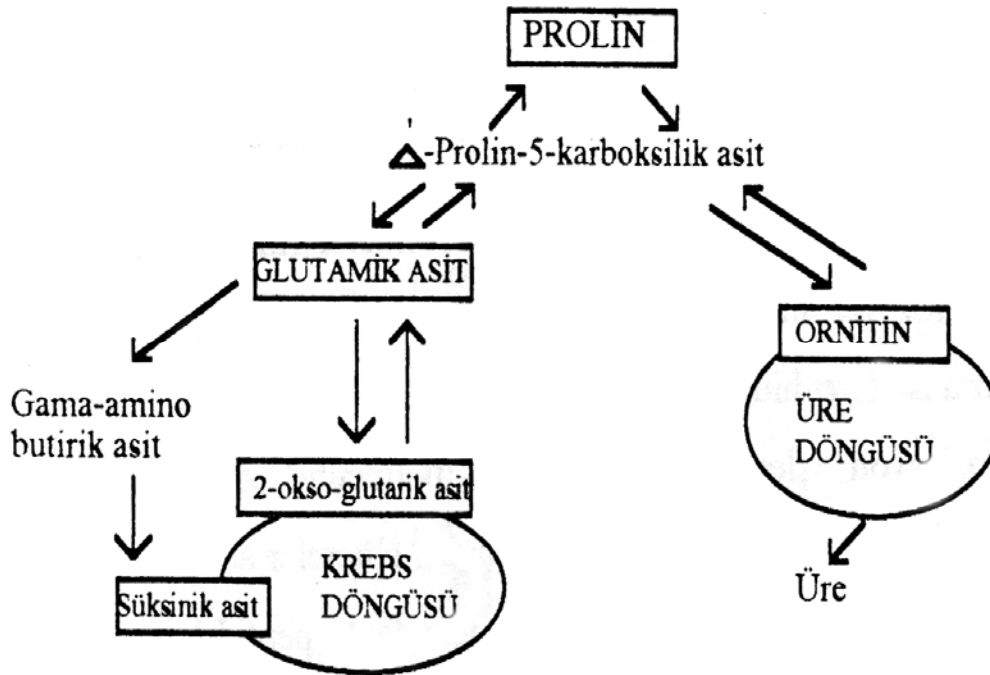 PROLİN
Δ'-Prolin-5-karboksilik asit
GLUTAMİK ASİT
ORNİTİN
Gama-amino
butirik asit
ÜRE
DÖNGÜSÜ
2-okso-glutarik asit
KREBS
DÖNGÜSÜ
Süksinik asit
Üre